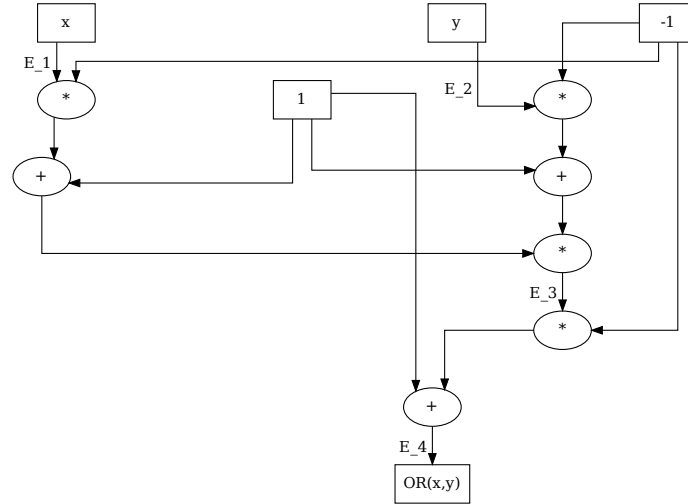 x
y
-1
E_1
1
E_2
*
*
+
+
*
E_3
*
+
E_4
OR(x,y)